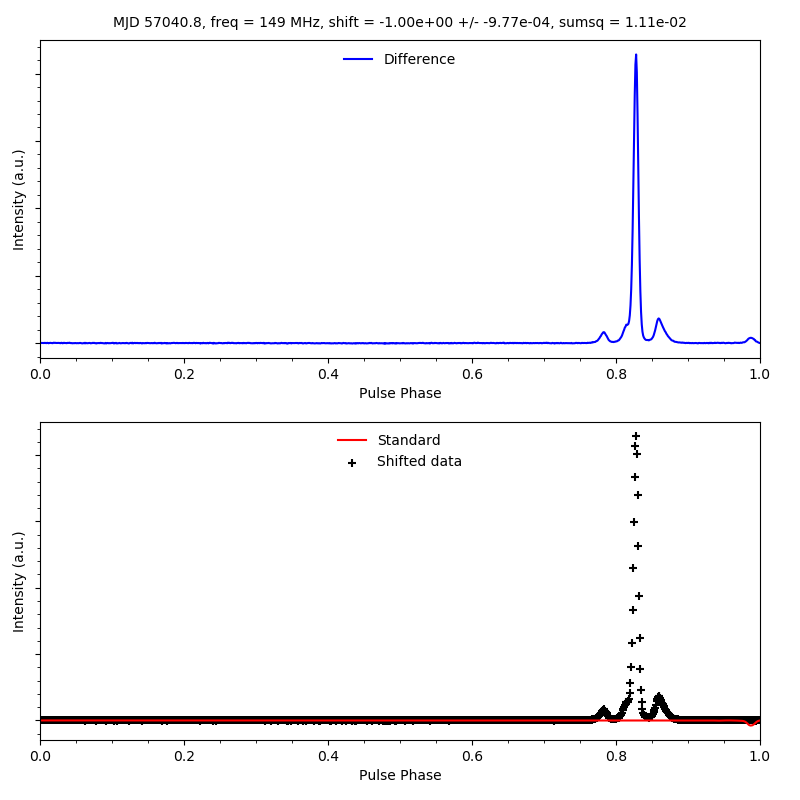 MJD 57040.8, freq = 149 MHz, shift = -1.00e+00 +/- -9.77e-04, sumsq = 1.11e-02
Difference
Intensity (a.u.)
0.0 0.2 0.4 0.6 0.8 1.0
Pulse Phase
Standard
Shifted data
Intensity (a.u.)
0.0 0.2 0.4 0.6 0.8 1.0
Pulse Phase